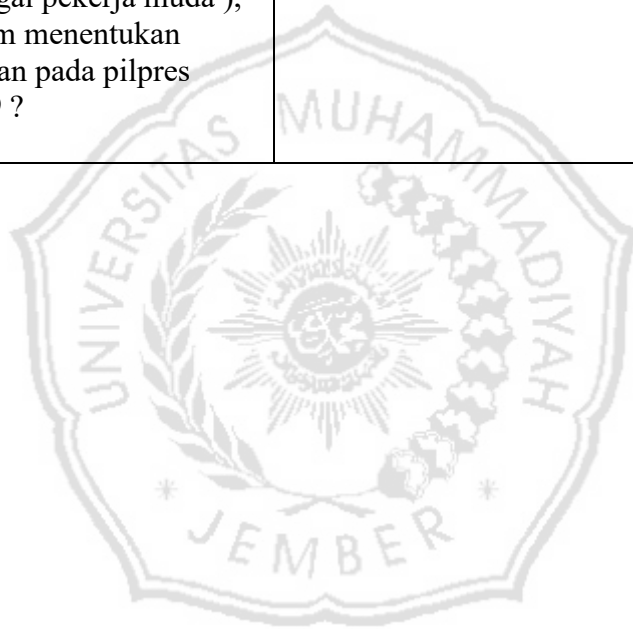 gai pekerja muda ),
m menentukan
an pada pilpres
?
UNIVERSITAS MUHAMMADIYAH
JEMBER